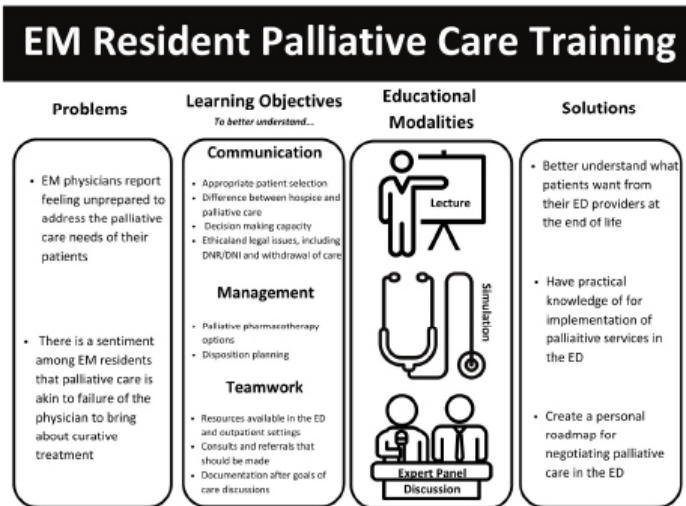 EM Resident Palliative Care Training
Problems
• EM physicians report
feeling unprepared to
address the palliative
care needs of their
patients
• There is a sentiment
among EM residents
that palliative care is
akin to failure of the
physician to bring
about curative
treatment
Learning Objectives
To better understand...
Communication
• Appropriate patient selection
• Difference between hospice and
palliative care
• Decision making capacity
• Ethicaland legal issues, including
DNR/DNI and withdrawal of care
Management
• Palliative pharmacotherapy
options
• Disposition planning
Teamwork
• Resources available in the ED
and outpatient settings
• Consults and referrals that
should be made
• Documentation after goals of
care discussions
Educational
Modalities
Lecture
Simulation
Expert Panel
Discussion
Solutions
• Better understand what
patients want from
their ED providers at
the end of life
• Have practical
knowledge of for
implementation of
palliaitive services in
the ED
• Create a personal
roadmap for
negotiating palliative
care in the ED